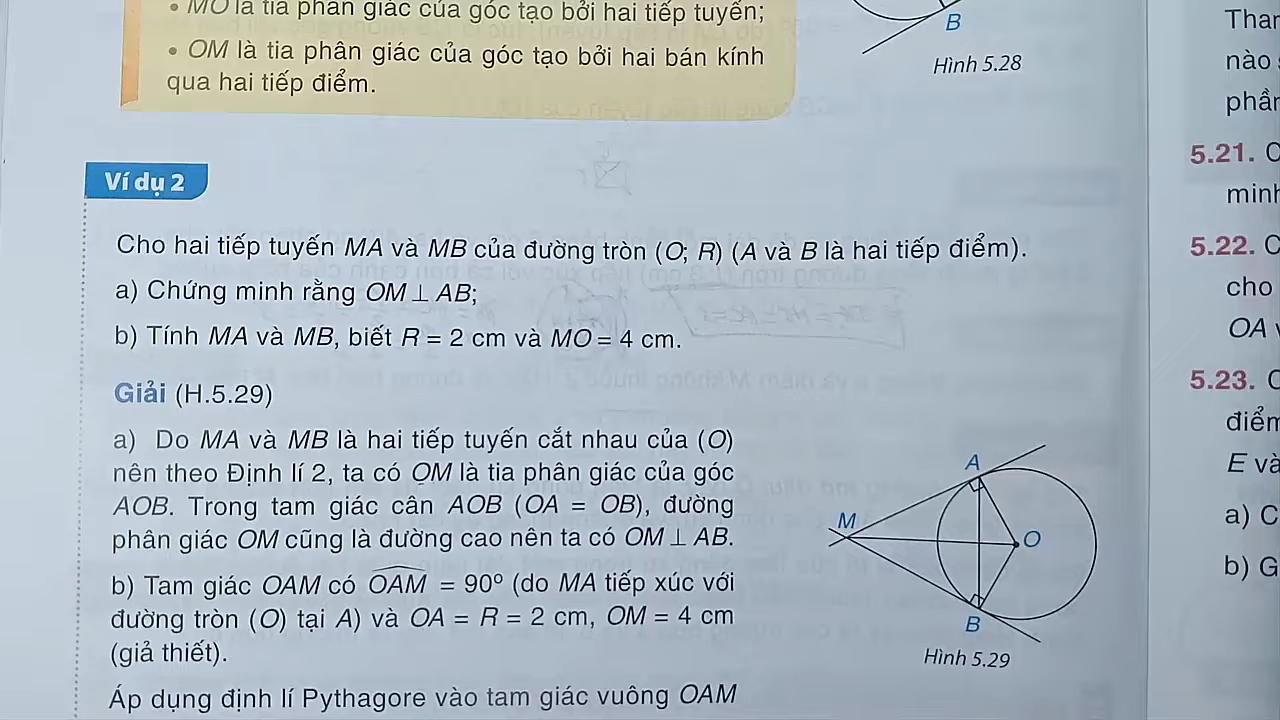 • MO là tia phân giác của góc tạo bởi hai tiếp tuyến;
• OM là tia phân giác của góc tạo bởi hai bán kính
qua hai tiếp điểm.
B
Hình 5.28
Ví dụ 2
Cho hai tiếp tuyến MA và MB của đường tròn (O; R) (A và B là hai tiếp điểm).
a) Chứng minh rằng OM ⊥ AB;
b) Tính MA và MB, biết R = 2 cm và MO = 4 cm.
Giải (H.5.29)
a) Do MA và MB là hai tiếp tuyến cắt nhau của (O)
nên theo Định lí 2, ta có OM là tia phân giác của góc
AOB. Trong tam giác cân AOB (OA = OB), đường
phân giác OM cũng là đường cao nên ta có OM ⊥ AB.
b) Tam giác OAM có OAM = 90° (do MA tiếp xúc với
đường tròn (O) tại A) và OA = R = 2 cm, OM = 4 cm
(giả thiết).
Áp dụng định lí Pythagore vào tam giác vuông OAM
A
M
O
B
Hình 5.29
nào
5.21.
5.22.
cho
OA
5.23.
điểm
E và
a) C
b) G